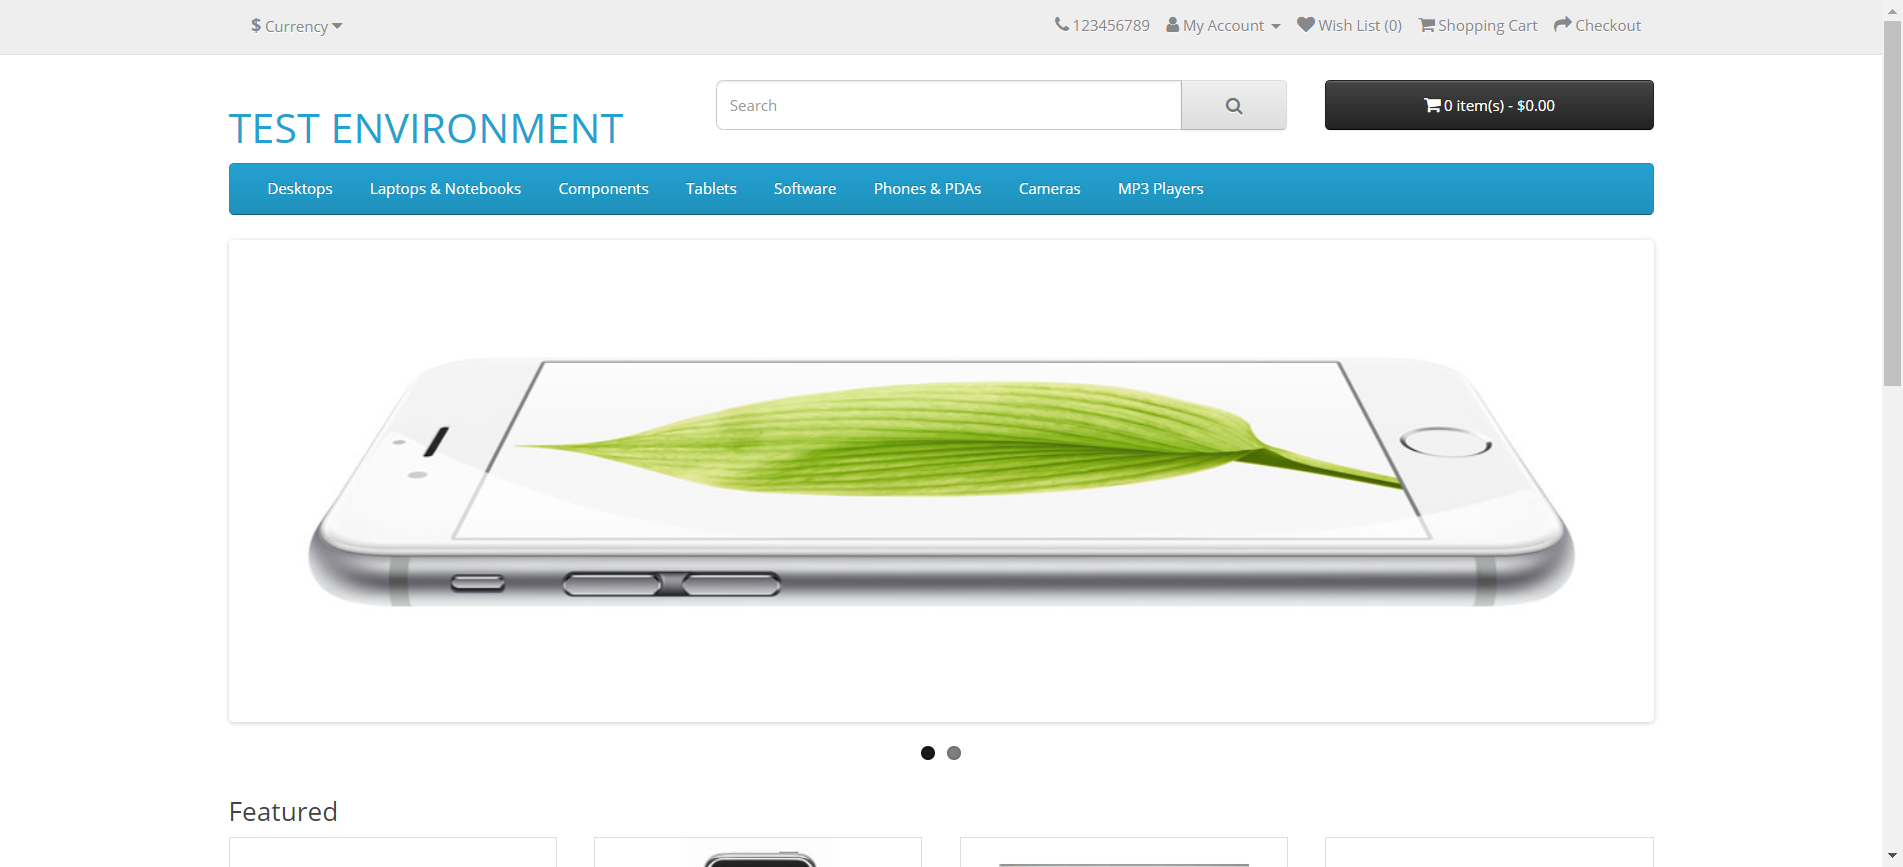 $ Currency
123456789 My Account Wish List (0) Shopping Cart Checkout
TEST ENVIRONMENT
Search
0 item(s) - $0.00
Desktops Laptops & Notebooks Components Tablets Software Phones & PDAs Cameras MP3 Players
Featured